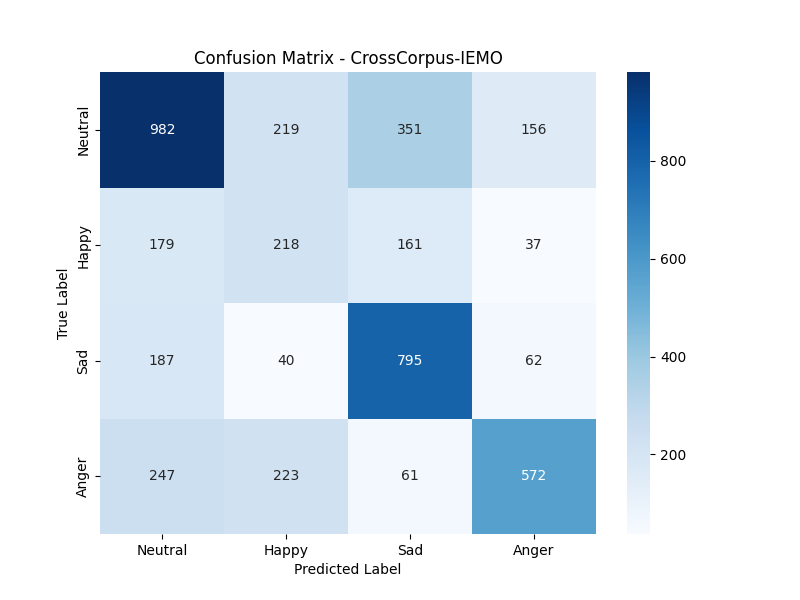 Confusion Matrix - CrossCorpus-IEMO
True Label
Neutral
982 219 351 156
Happy
179 218 161 37
Sad
187 40 795 62
Anger
247 223 61 572
Neutral Happy Sad Anger
Predicted Label
800
600
400
200